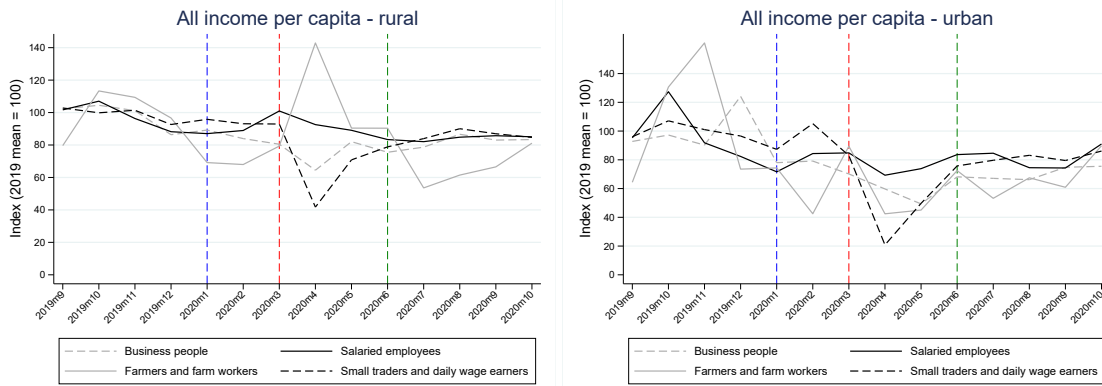 All income per capita - rural
Index (2019 mean = 100)
140
120
100
80
60
40
20
0
2019m9
2019m10
2019m11
2019m12
2020m1
2020m2
2020m3
2020m4
2020m5
2020m6
2020m7
2020m8
2020m9
2020m10
Business people
Salaried employees
Farmers and farm workers
Small traders and daily wage earners
All income per capita - urban
Index (2019 mean = 100)
140
120
100
80
60
40
20
0
2019m9
2019m10
2019m11
2019m12
2020m1
2020m2
2020m3
2020m4
2020m5
2020m6
2020m7
2020m8
2020m9
2020m10
Business people
Salaried employees
Farmers and farm workers
Small traders and daily wage earners